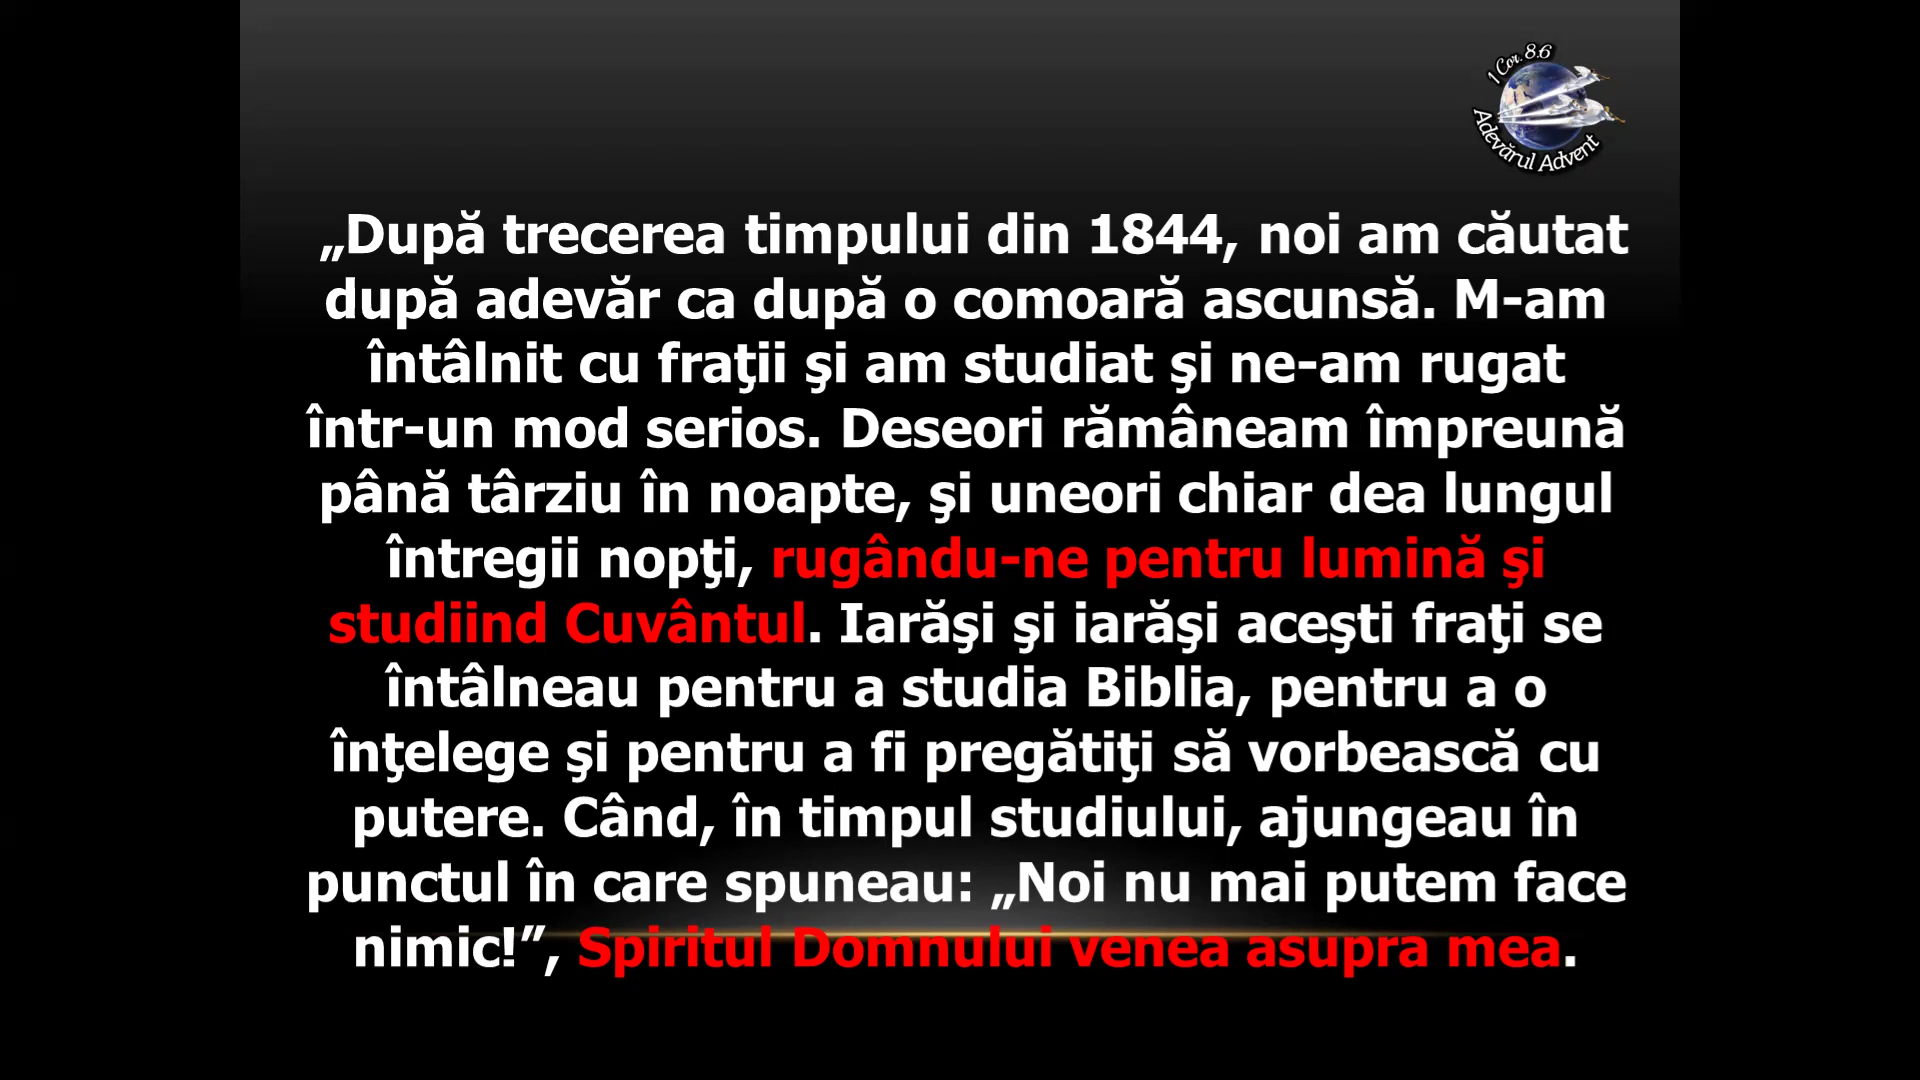 1 Cor. 8:6
Adevărul Advent
„După trecerea timpului din 1844, noi am căutat
după adevăr ca după o comoară ascunsă. M-am
întâlnit cu fraţii şi am studiat şi ne-am rugat
într-un mod serios. Deseori rămâneam împreună
până târziu în noapte, şi uneori chiar dea lungul
întregii nopţi, rugându-ne pentru lumină şi
studiind Cuvântul. Iarăşi şi iarăşi aceşti fraţi se
întâlneau pentru a studia Biblia, pentru a o
înţelege şi pentru a fi pregătiţi să vorbească cu
putere. Când, în timpul studiului, ajungeau în
punctul în care spuneau: „Noi nu mai putem face
nimic!”, Spiritul Domnului venea asupra mea.